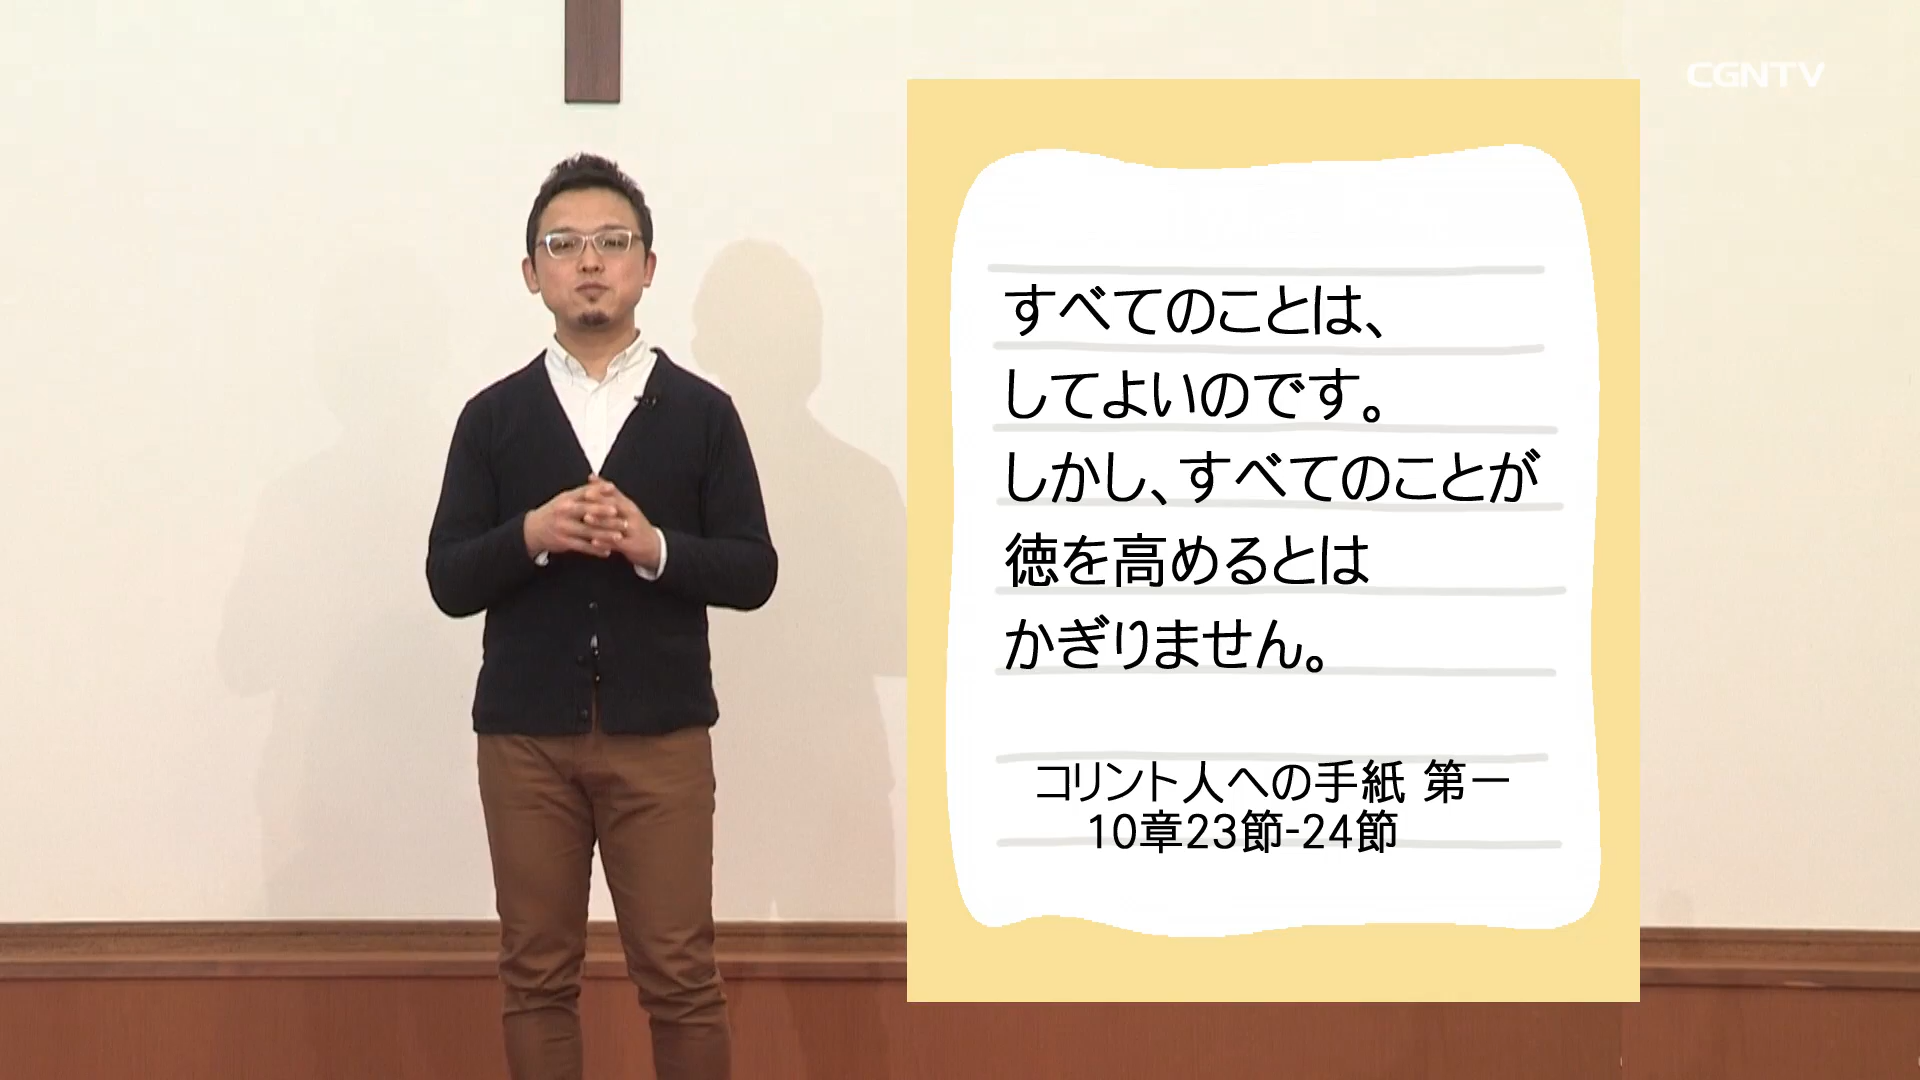 CGNTV
すべてのことは、
してよいのです。
しかし、すべてのことが
徳を高めるとは
かぎりません。
コリント人への手紙 第一
10章23節-24節